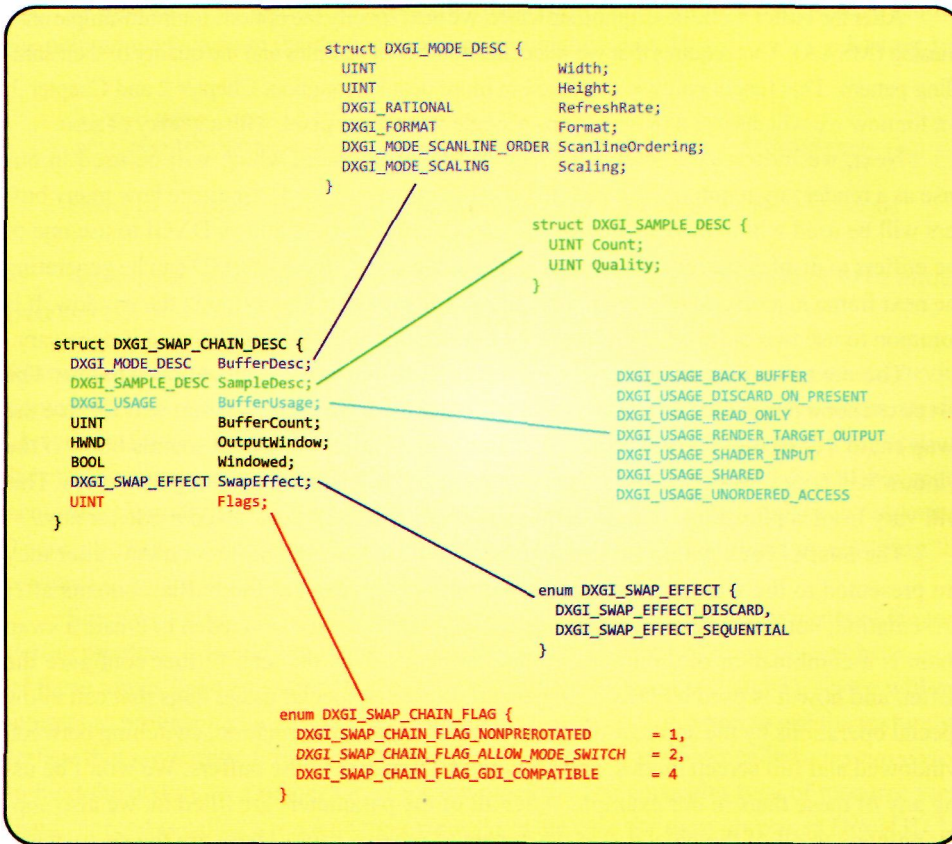 struct DXGI_MODE_DESC {
UINT Width;
UINT Height;
DXGI_RATIONAL RefreshRate;
DXGI_FORMAT Format;
DXGI_MODE_SCANLINE_ORDER ScanlineOrdering;
DXGI_MODE_SCALING Scaling;
}
struct DXGI_SAMPLE_DESC {
UINT Count;
UINT Quality;
}
struct DXGI_SWAP_CHAIN_DESC {
DXGI_MODE_DESC BufferDesc;
DXGI_SAMPLE_DESC SampleDesc;
DXGI_USAGE BufferUsage;
UINT BufferCount;
HWND OutputWindow;
BOOL Windowed;
DXGI_SWAP_EFFECT SwapEffect;
UINT Flags;
}
DXGI_USAGE_BACK_BUFFER
DXGI_USAGE_DISCARD_ON_PRESENT
DXGI_USAGE_READ_ONLY
DXGI_USAGE_RENDER_TARGET_OUTPUT
DXGI_USAGE_SHADER_INPUT
DXGI_USAGE_SHARED
DXGI_USAGE_UNORDERED_ACCESS
enum DXGI_SWAP_EFFECT {
DXGI_SWAP_EFFECT_DISCARD,
DXGI_SWAP_EFFECT_SEQUENTIAL
}
enum DXGI_SWAP_CHAIN_FLAG {
DXGI_SWAP_CHAIN_FLAG_NONPREROTATED = 1,
DXGI_SWAP_CHAIN_FLAG_ALLOW_MODE_SWITCH = 2,
DXGI_SWAP_CHAIN_FLAG_GDI_COMPATIBLE = 4
}